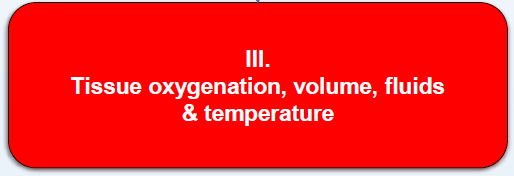 III.
Tissue oxygenation, volume, fluids
& temperature